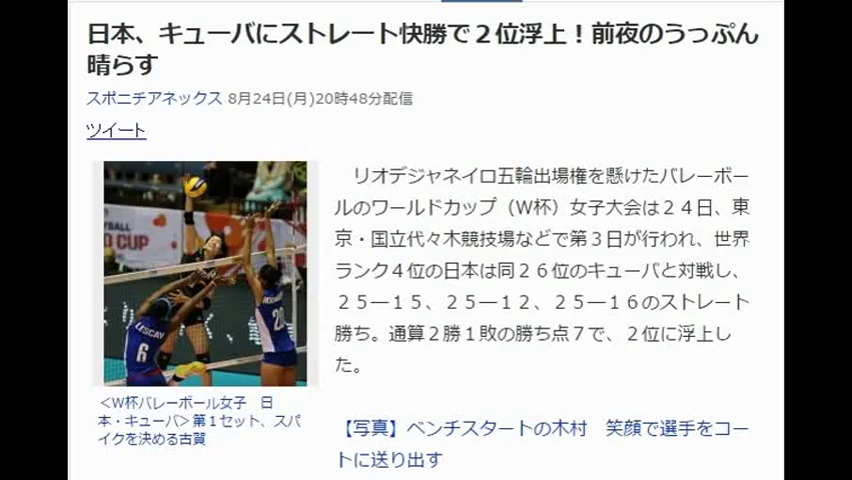 日本、キューバにストレート快勝で２位浮上！前夜のうっぷん
晴らす
スポニチアネックス 8月24日(月)20時48分配信
ツイート
リオデジャネイロ五輪出場権を懸けたバレーボー
ルのワールドカップ（W杯）女子大会は２４日、東
京・国立代々木競技場などで第３日が行われ、世界
ランク４位の日本は同２６位のキューバと対戦し、
２５―１５、２５―１２、２５―１６のストレート
勝ち。通算２勝１敗の勝ち点７で、２位に浮上し
た。
LESCAY
6
＜W杯バレーボール女子　日
本・キューバ＞第１セット、スパ
イクを決める古賀
【写真】ベンチスタートの木村　笑顔で選手をコー
トに送り出す